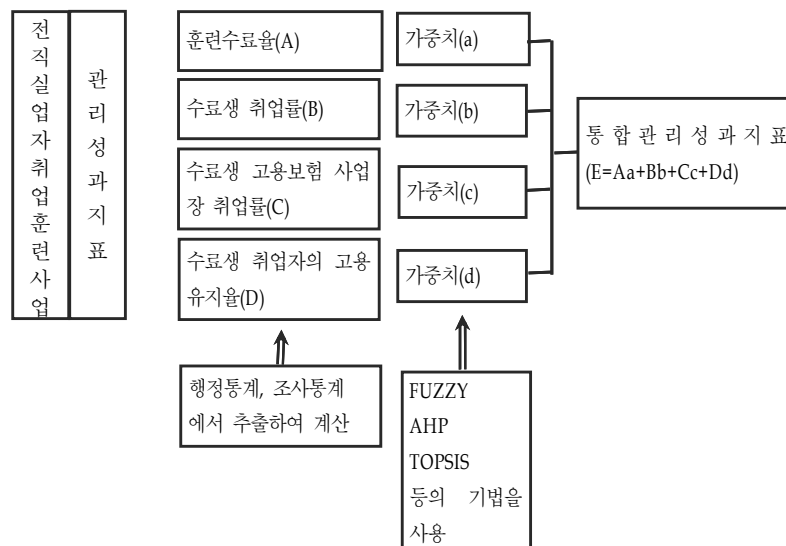 전직실업자취업훈련사업
관리성과지표
훈련수료율(A)
가중치(a)
수료생 취업률(B)
가중치(b)
수료생 고용보험 사업
장 취업률(C)
가중치(c)
수료생 취업자의 고용
유지율(D)
가중치(d)
통합관리성과지표
(E=Aa+Bb+Cc+Dd)
행정통계, 조사통계
에서 추출하여 계산
FUZZY
AHP
TOPSIS
등의 기법을
사용